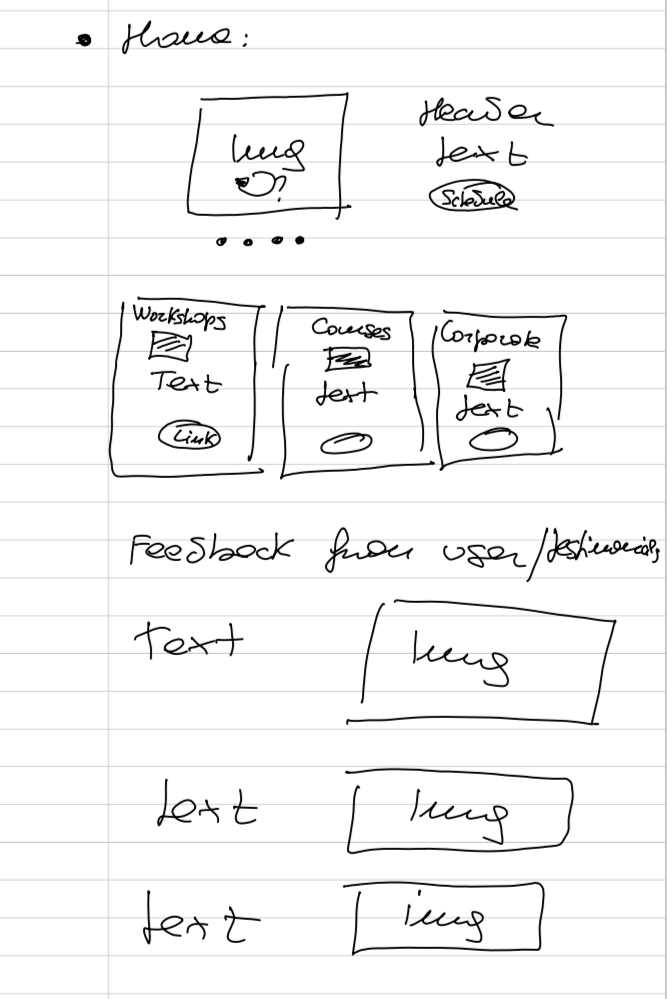 Home:
Img
?
Header
text
Schedule
Workshops
Text
Link
Courses
text
Corporate
text
Feedback from user/testimonials
Text
Img
text
Img
text
img